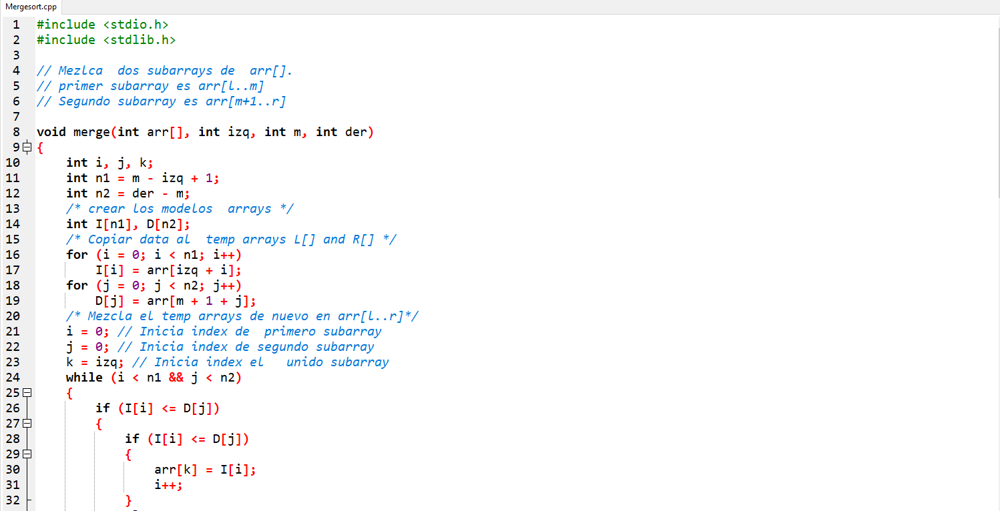 Mergesort.cpp
1 #include <stdio.h>
2 #include <stdlib.h>
3
4 // Mezlca  dos subarrays de  arr[].
5 // primer subarray es arr[l..m]
6 // Segundo subarray es arr[m+1..r]
7
8 void merge(int arr[], int izq, int m, int der)
9 {
10     int i, j, k;
11     int n1 = m - izq + 1;
12     int n2 = der - m;
13     /* crear los modelos  arrays */
14     int I[n1], D[n2];
15     /* Copiar data al  temp arrays L[] and R[] */
16     for (i = 0; i < n1; i++)
17         I[i] = arr[izq + i];
18     for (j = 0; j < n2; j++)
19         D[j] = arr[m + 1 + j];
20     /* Mezcla el temp arrays de nuevo en arr[l..r]*/
21     i = 0; // Inicia index de  primero subarray
22     j = 0; // Inicia index de segundo subarray
23     k = izq; // Inicia index el   unido subarray
24     while (i < n1 && j < n2)
25     {
26         if (I[i] <= D[j])
27         {
28             if (I[i] <= D[j])
29             {
30                 arr[k] = I[i];
31                 i++;
32             }